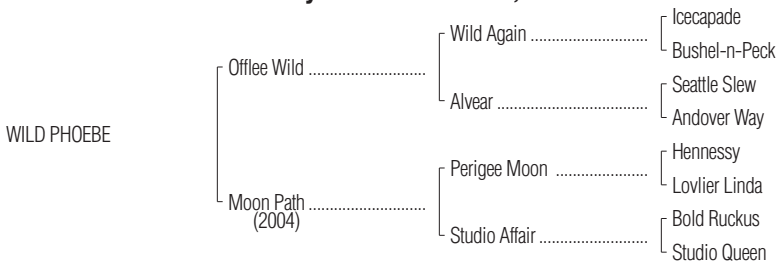 Icecapade
Wild Again ..............................
Bushel-n-Peck
Offlee Wild ..............................
Seattle Slew
Alvear ......................................
Andover Way
WILD PHOEBE
Hennessy
Perigee Moon .......................
Lovlier Linda
Moon Path ..............................
(2004)
Bold Ruckus
Studio Affair ...........................
Studio Queen